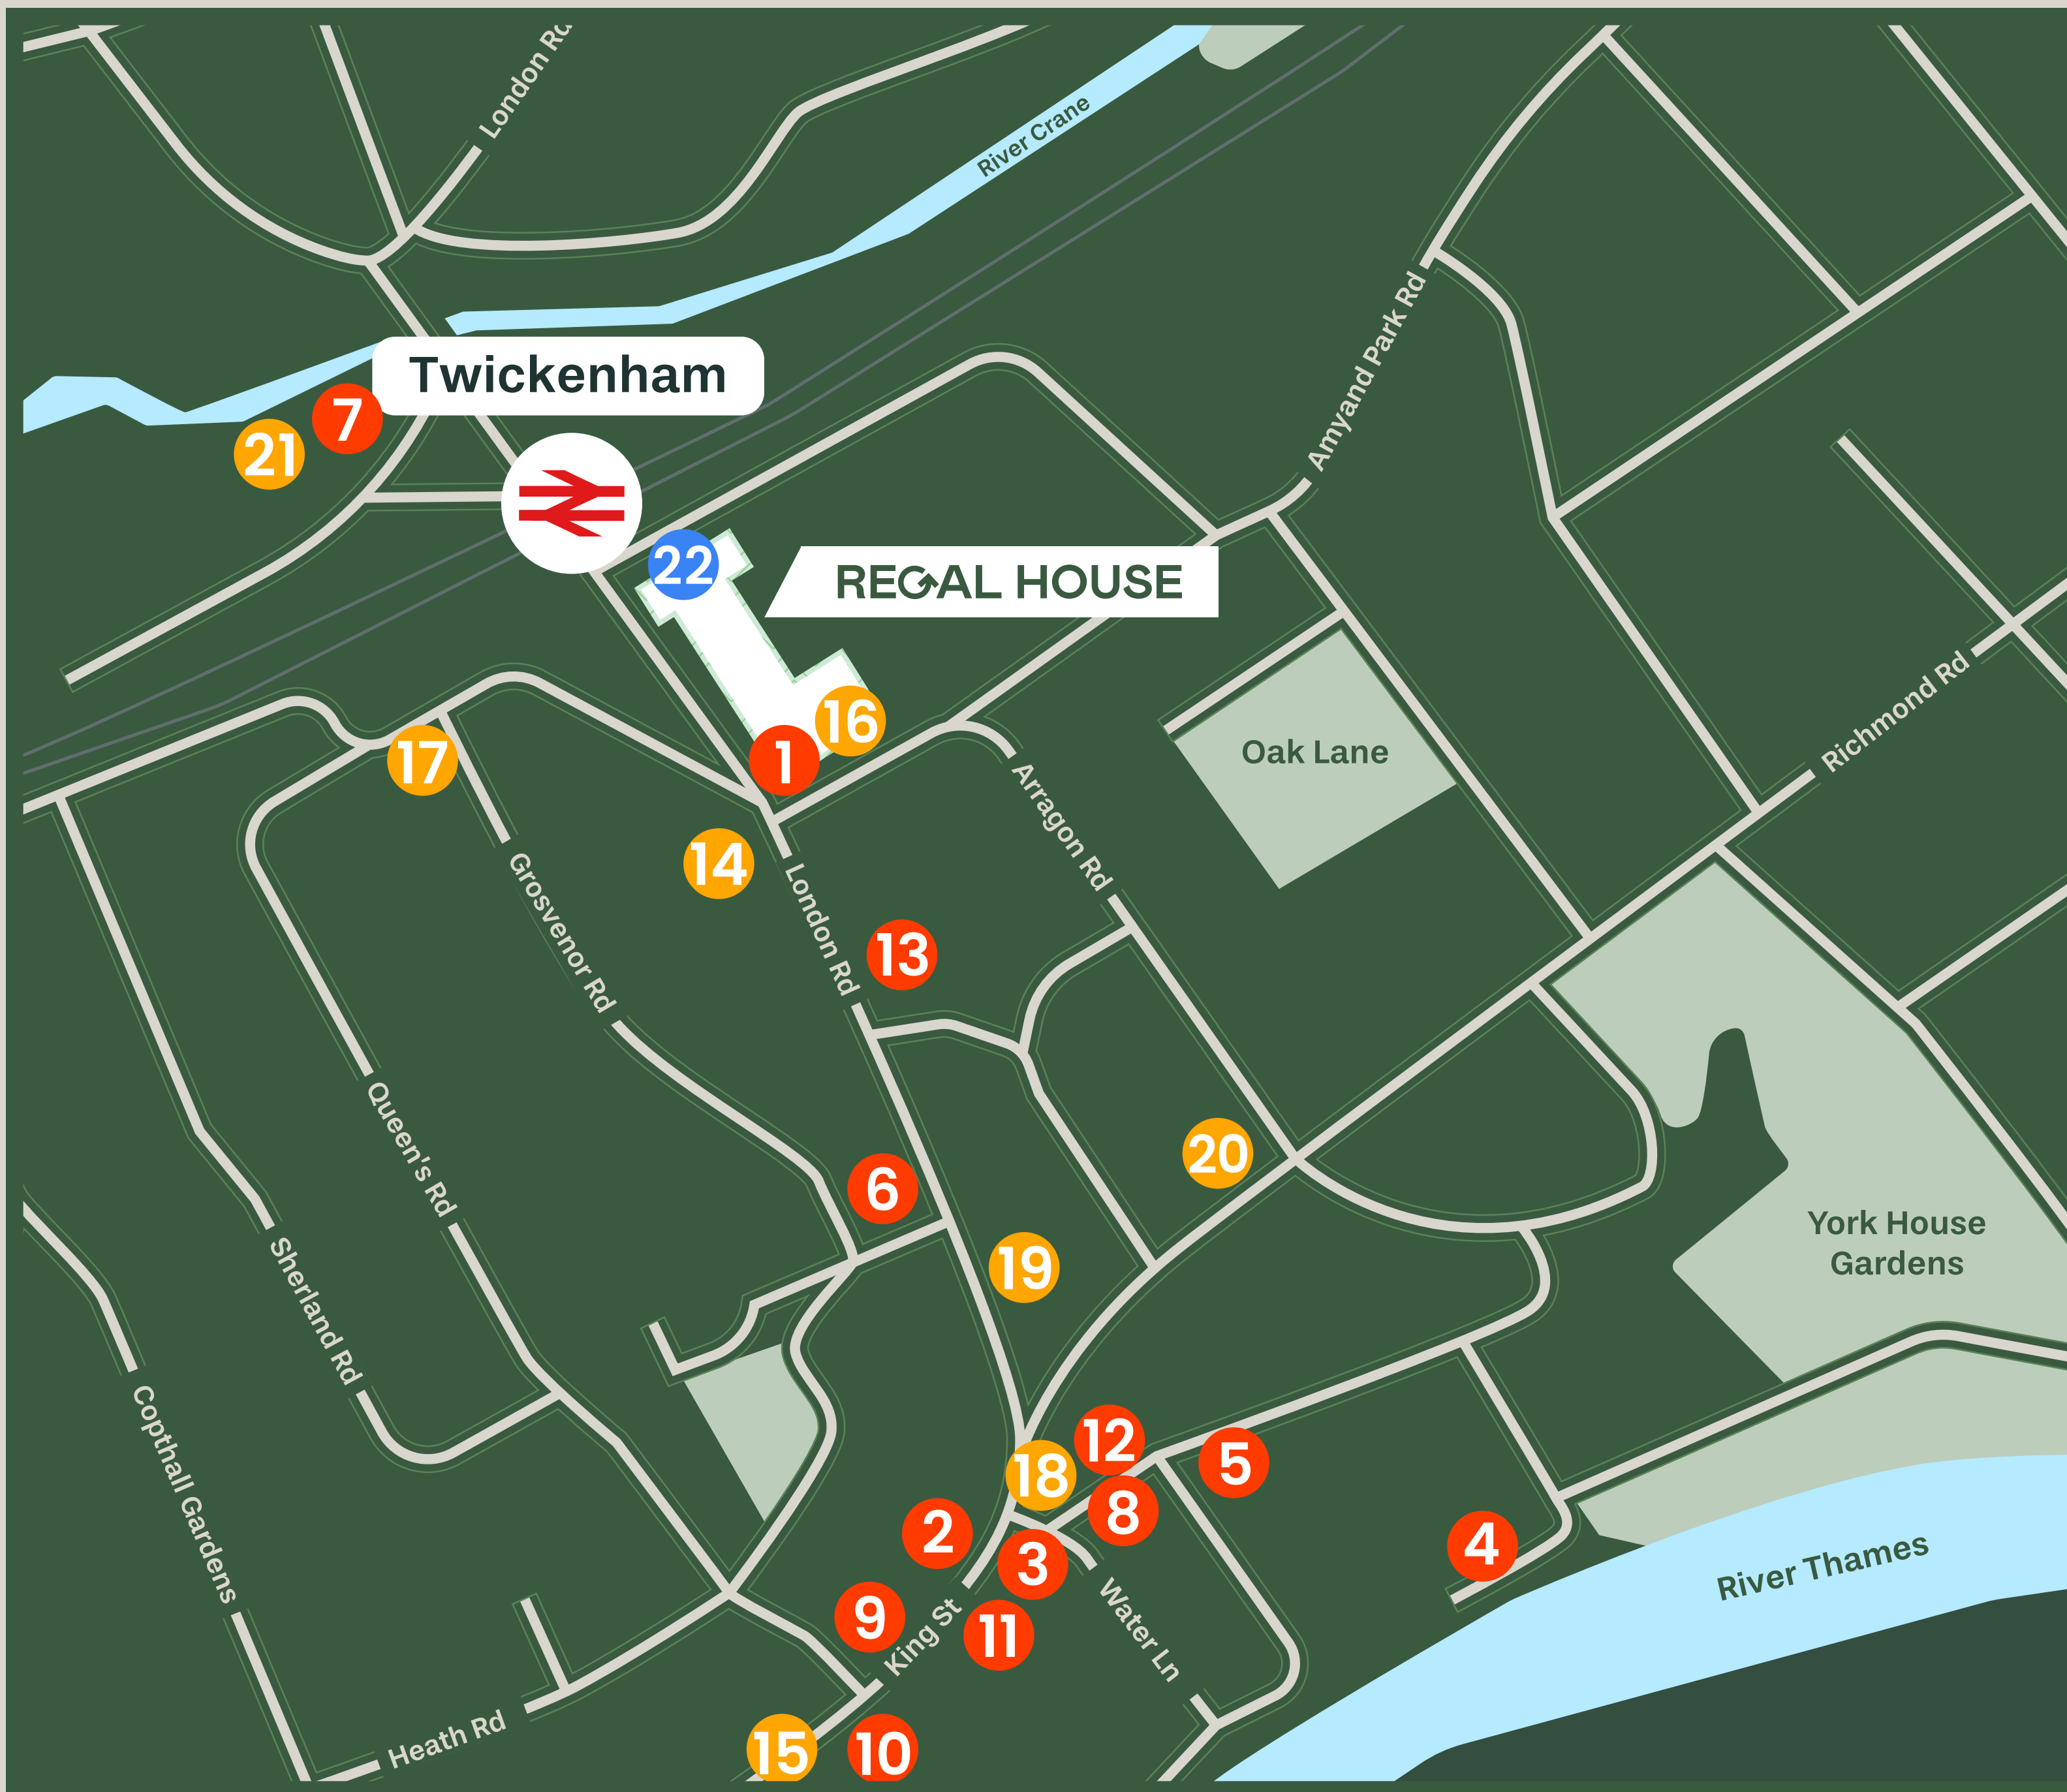 London Rd
River Crane
Twickenham
7
21
Amyand Park Rd
22
REGAL HOUSE
16
1
17
Oak Lane
Richmond Rd
14
Arragon Rd
Grosvenor Rd
London Rd
13
Queen's Rd
20
6
19
York House
Gardens
Sherland Rd
Copthall Gardens
12
18
5
8
2
4
3
River Thames
9
King St
11
Water Ln
Heath Rd
15
10